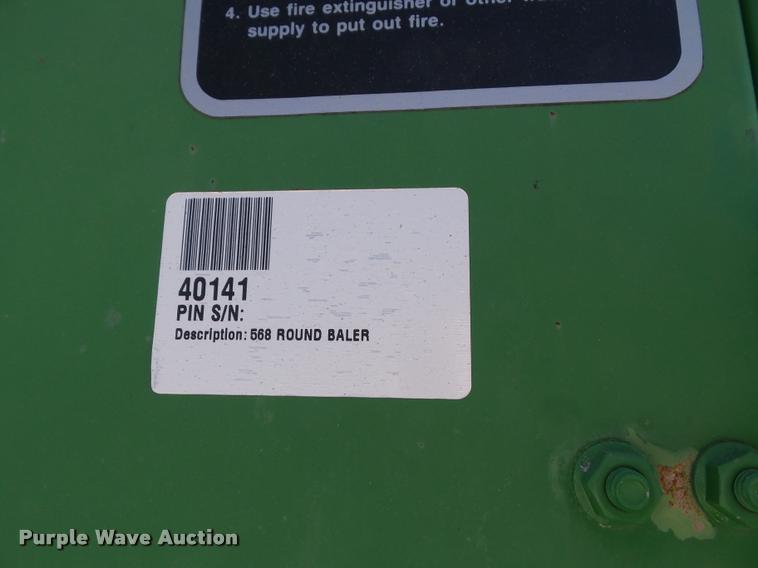 4. Use fire extinguisher or other
supply to put out fire.
40141
PIN S/N:
Description: 568 ROUND BALER
Purple Wave Auction